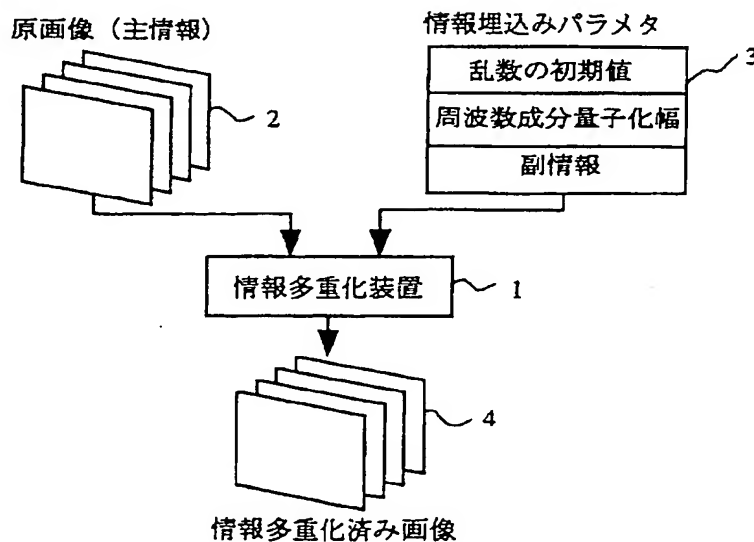 原画像（主情報）
情報埋込みパラメタ
乱数の初期値
3
周波数成分量子化幅
2
副情報
情報多重化装置
1
4
情報多重化済み画像